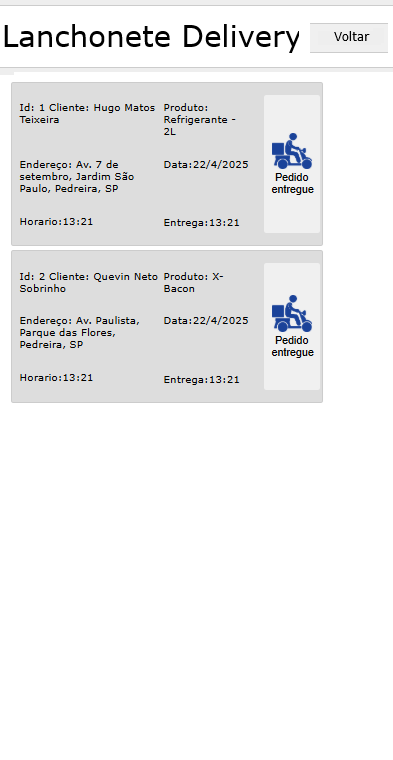 Lanchonete Delivery
Voltar
Id: 1 Cliente: Hugo Matos
Teixeira
Produto:
Refrigerante -
2L
Endereço: Av. 7 de
setembro, Jardim São
Paulo, Pedreira, SP
Data:22/4/2025
Horario:13:21
Entrega:13:21
Pedido
entregue
Id: 2 Cliente: Quevin Neto
Sobrinho
Produto: X-
Bacon
Endereço: Av. Paulista,
Parque das Flores,
Pedreira, SP
Data:22/4/2025
Horario:13:21
Entrega:13:21
Pedido
entregue